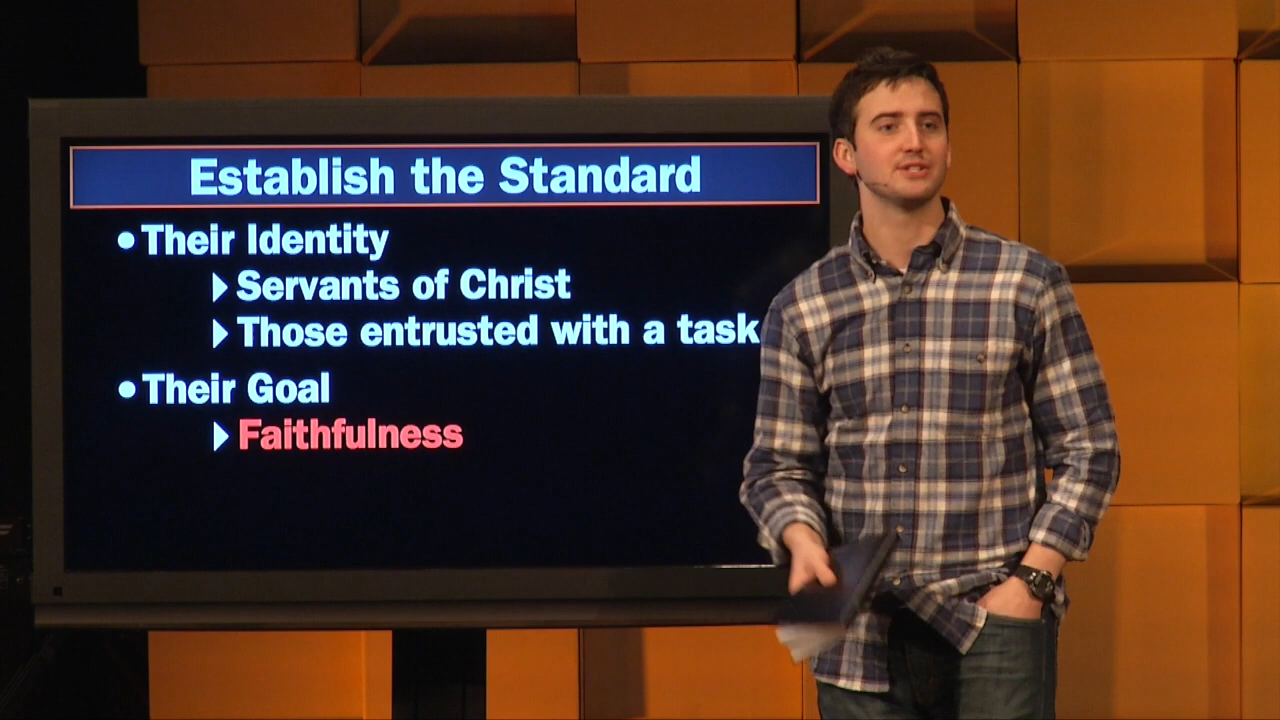 Establish the Standard
•Their Identity
Servants of Christ
Those entrusted with a task
•Their Goal
Faithfulness